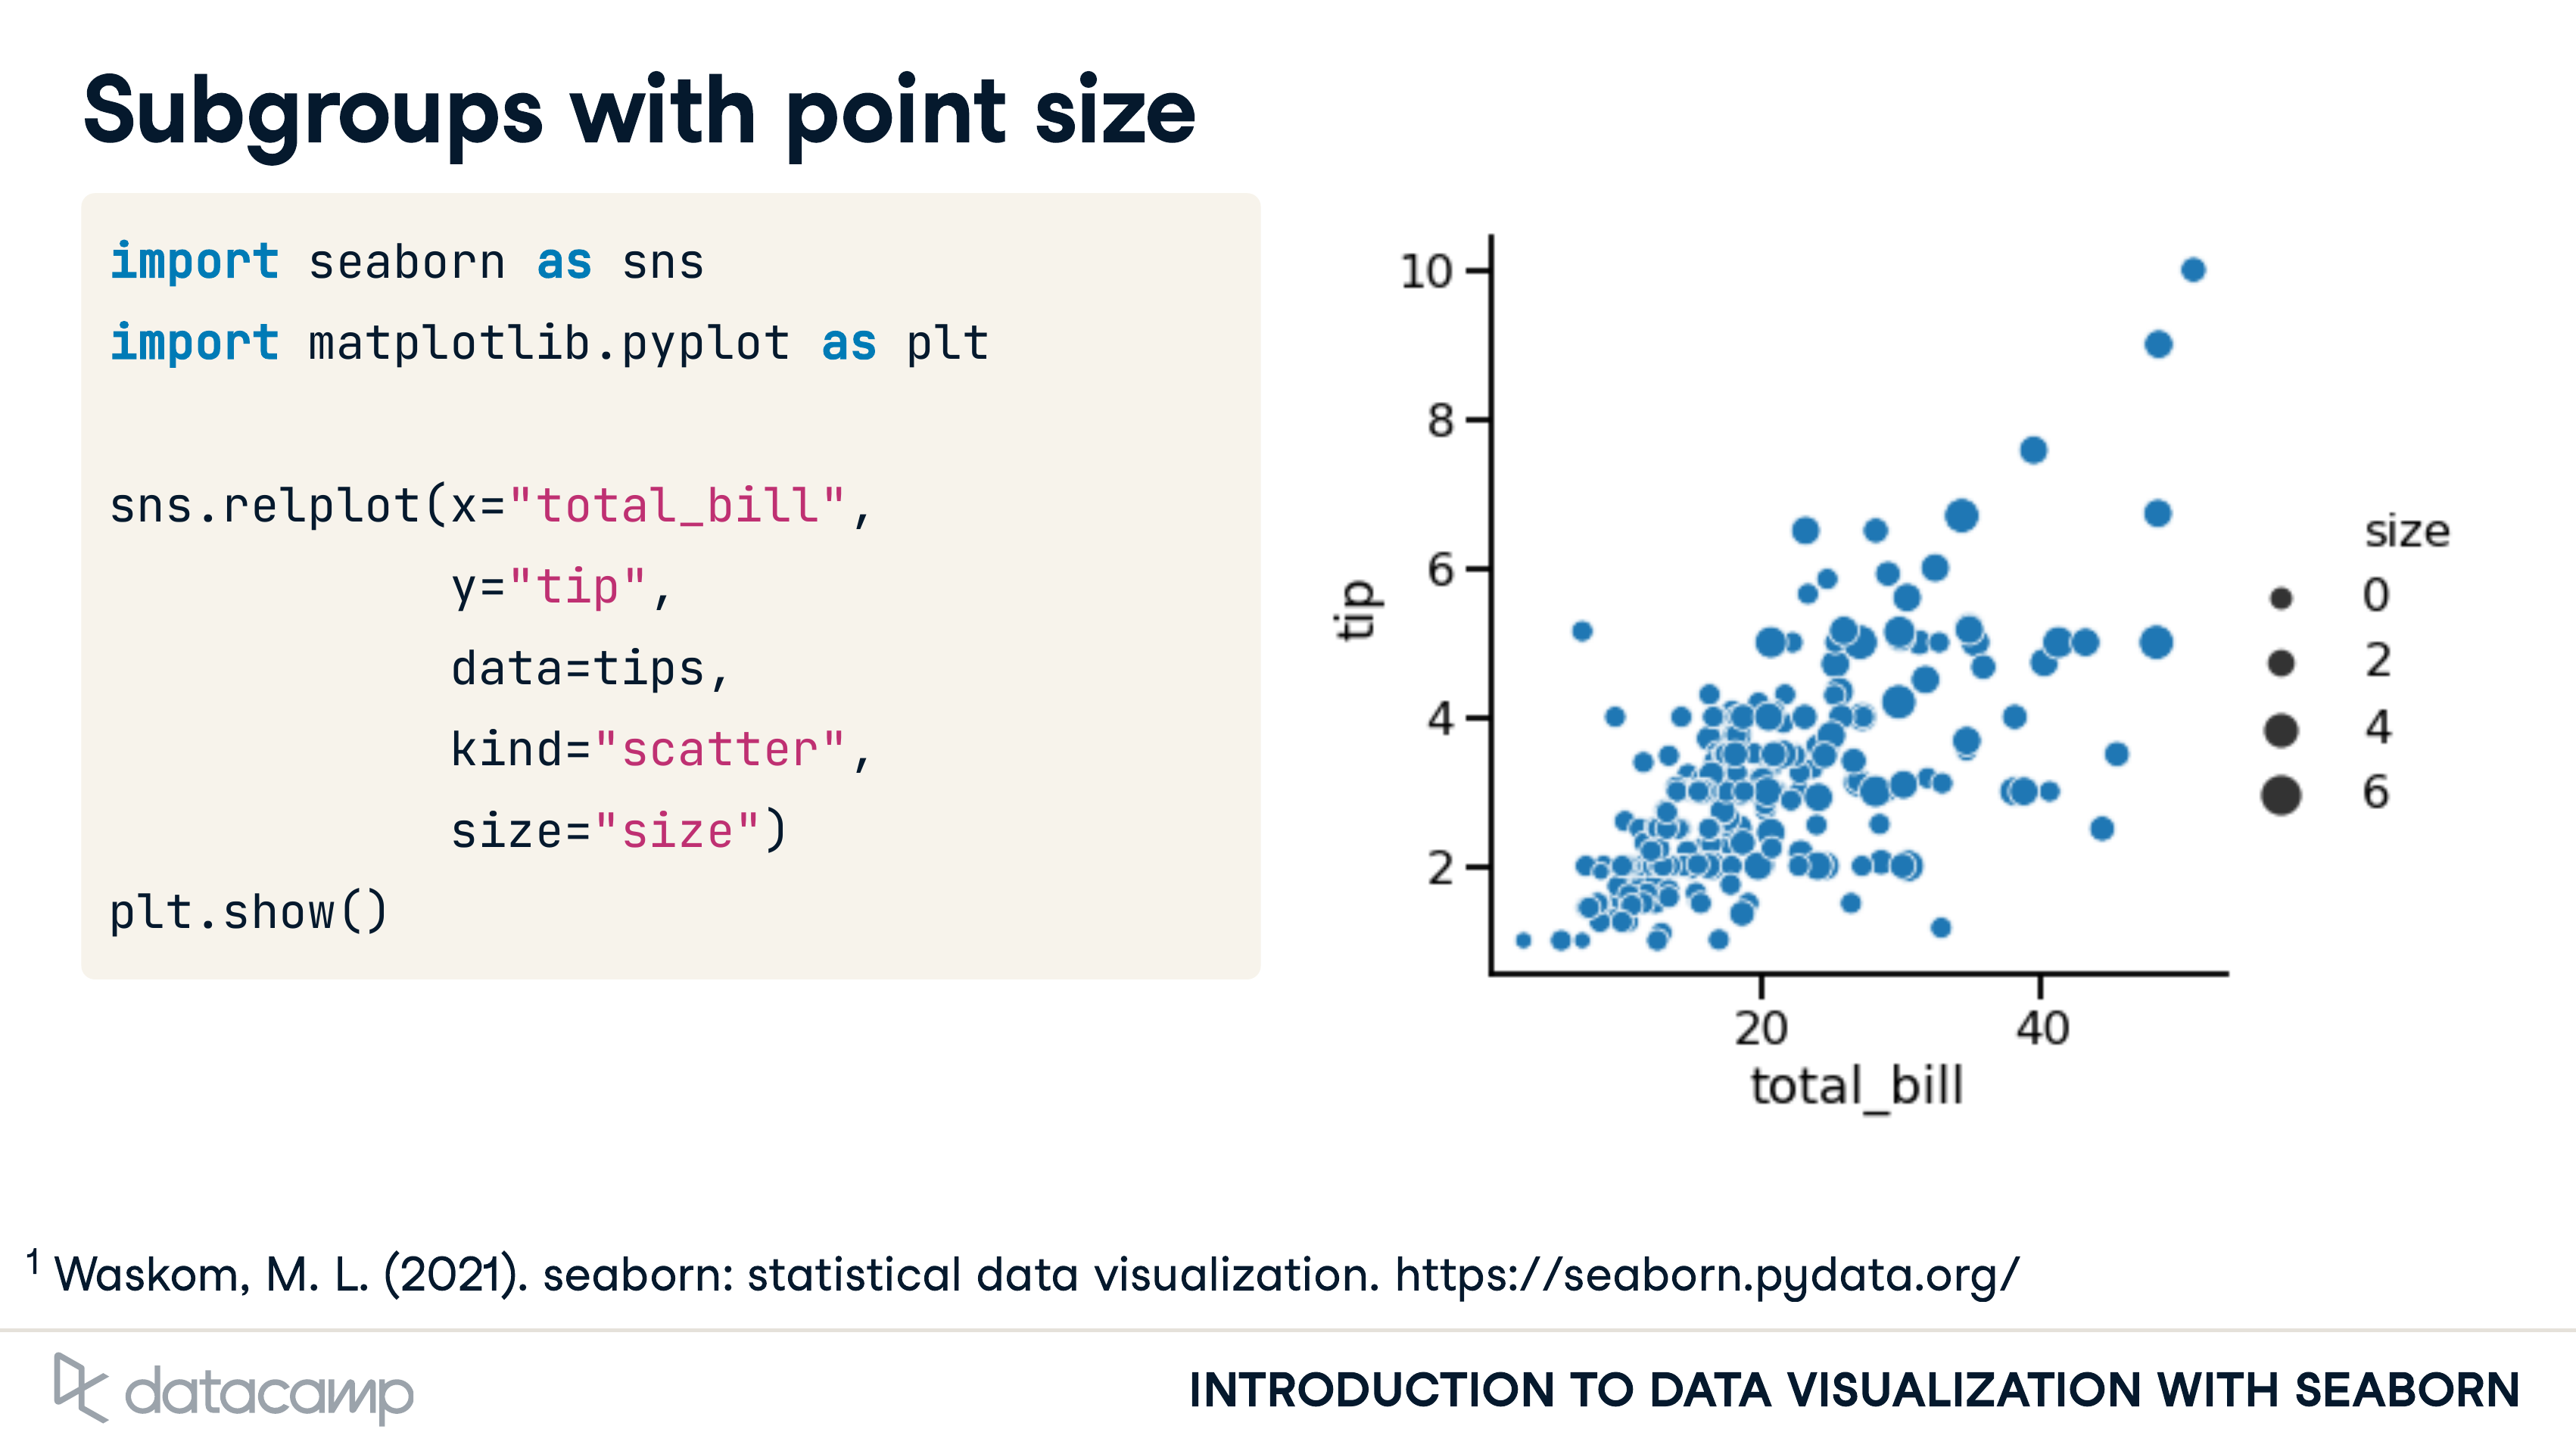 Subgroups with point size
import seaborn as sns
import matplotlib.pyplot as plt
sns.relplot(x="total_bill",
y="tip",
data=tips,
kind="scatter",
size="size")
plt.show()
10
8
6
4
2
tip
20
40
total_bill
size
0
2
4
6
1 Waskom, M. L. (2021). seaborn: statistical data visualization. https://seaborn.pydata.org/
datacamp
INTRODUCTION TO DATA VISUALIZATION WITH SEABORN